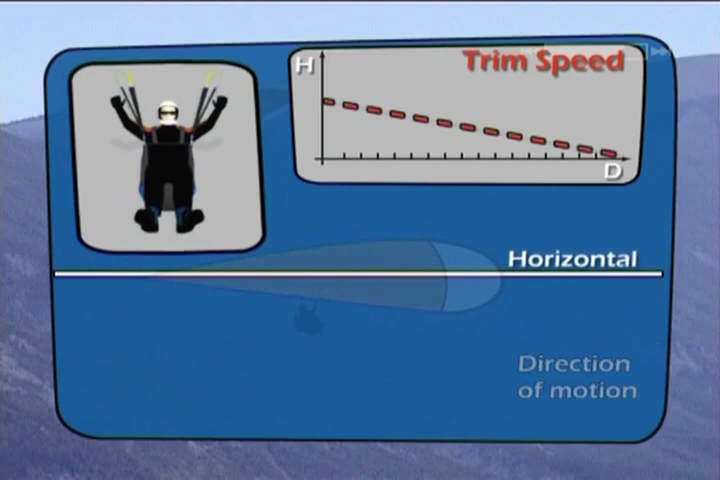 H
Trim Speed
D
Horizontal
Direction
of motion